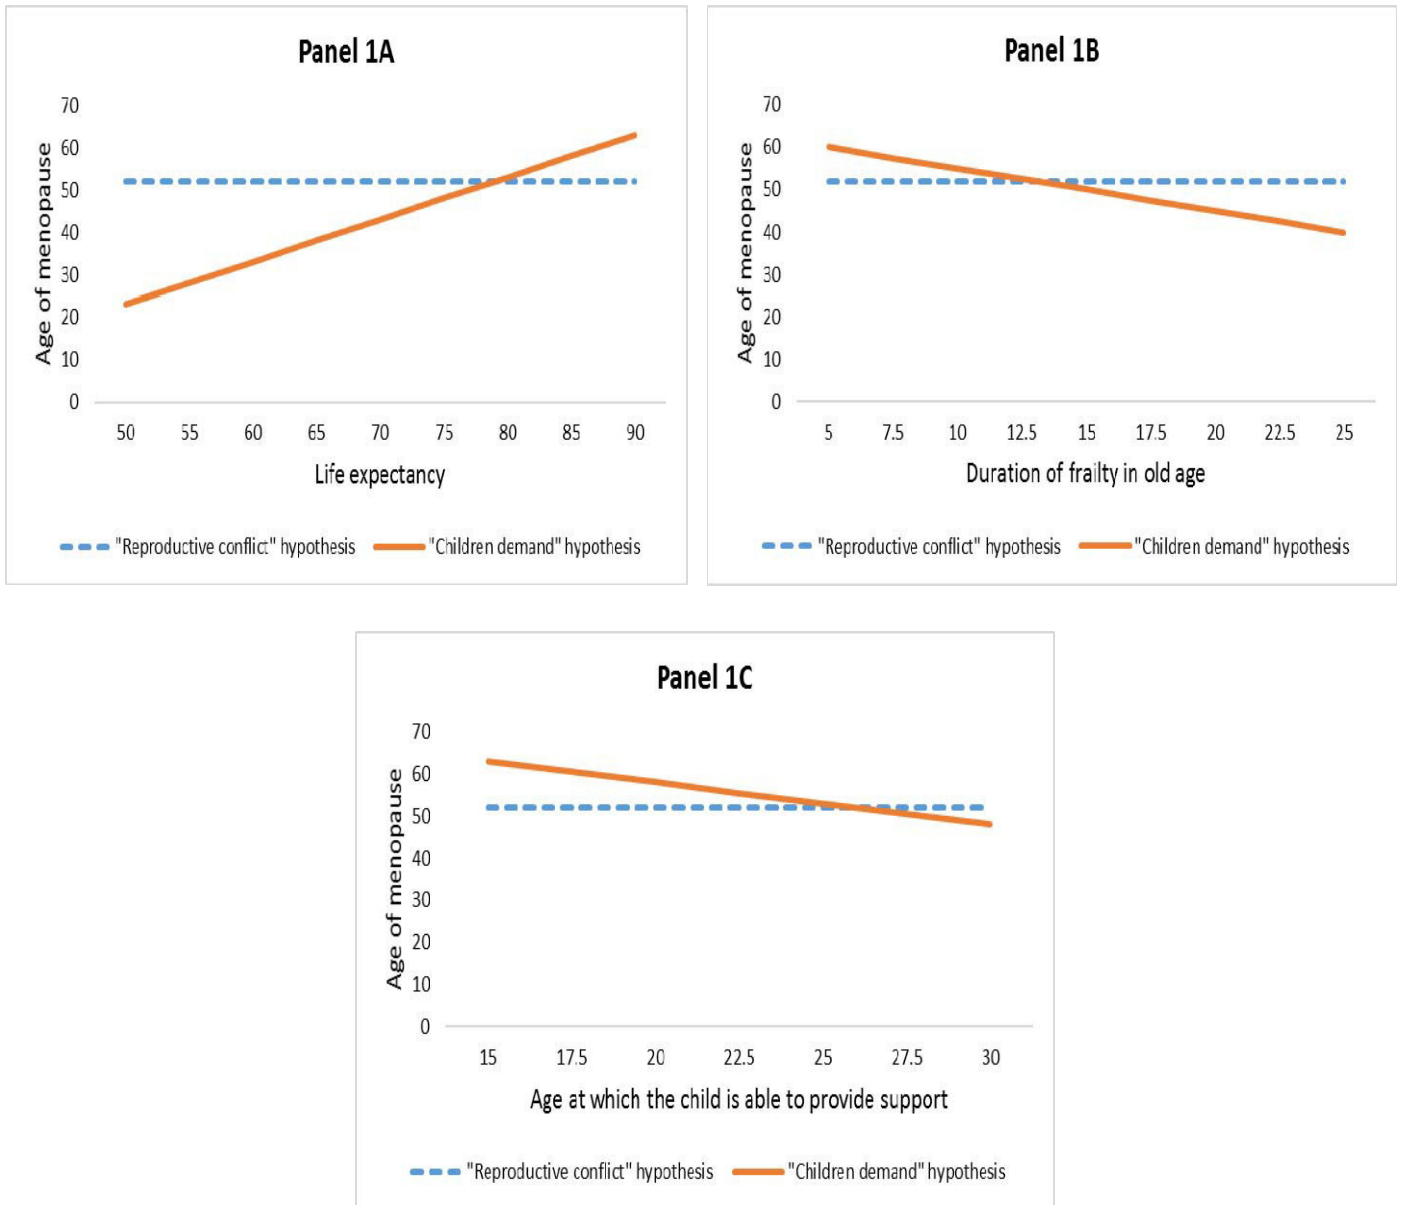 Panel 1A
70
60
50
40
30
20
10
0
Age of menopause
50 55 60 65 70 75 80 85 90
Life expectancy
"Reproductive conflict" hypothesis "Children demand" hypothesis
Panel 1B
70
60
50
40
30
20
10
0
Age of menopause
5 7.5 10 12.5 15 17.5 20 22.5 25
Duration of frailty in old age
"Reproductive conflict" hypothesis "Children demand" hypothesis
Panel 1C
70
60
50
40
30
20
10
0
Age of menopause
15 17.5 20 22.5 25 27.5 30
Age at which the child is able to provide support
"Reproductive conflict" hypothesis "Children demand" hypothesis